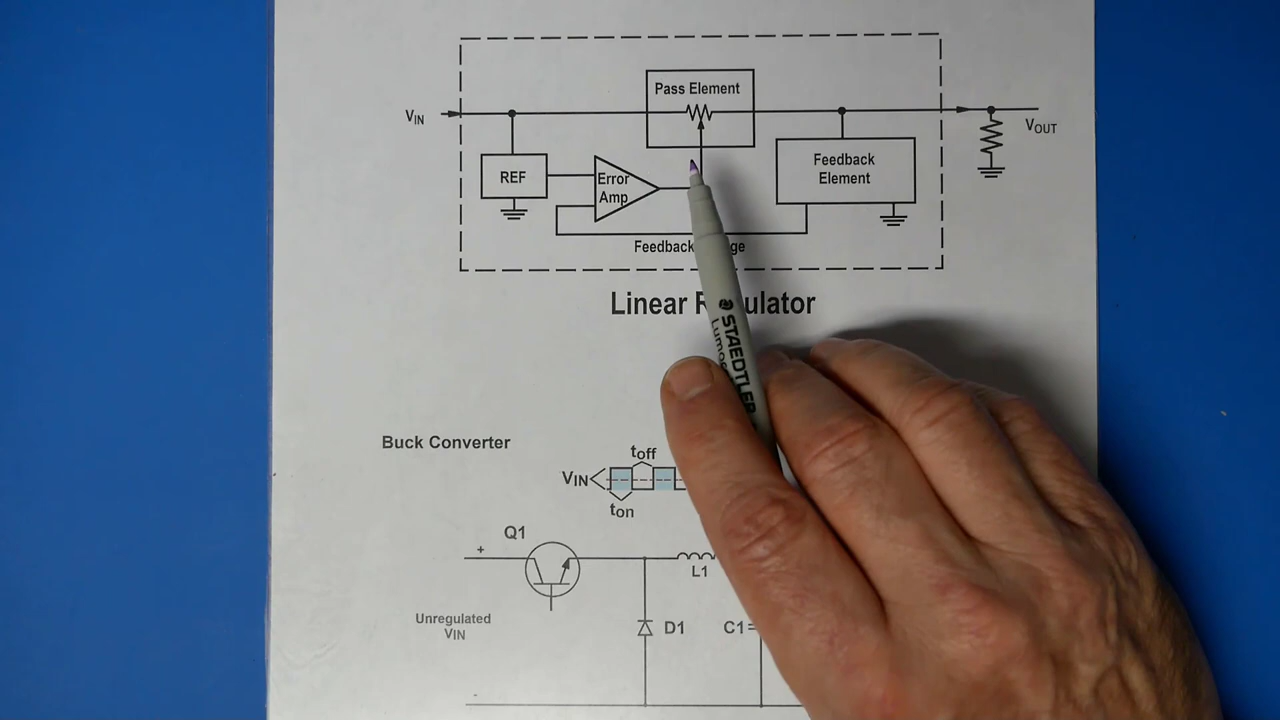 Pass Element
VIN
VOUT
REF
Error
Amp
Feedback
Element
Feedback
Linear
STAEDTLER
Buck Converter
toff
VIN
ton
Q1
+
L1
Unregulated
VIN
D1
C1
-